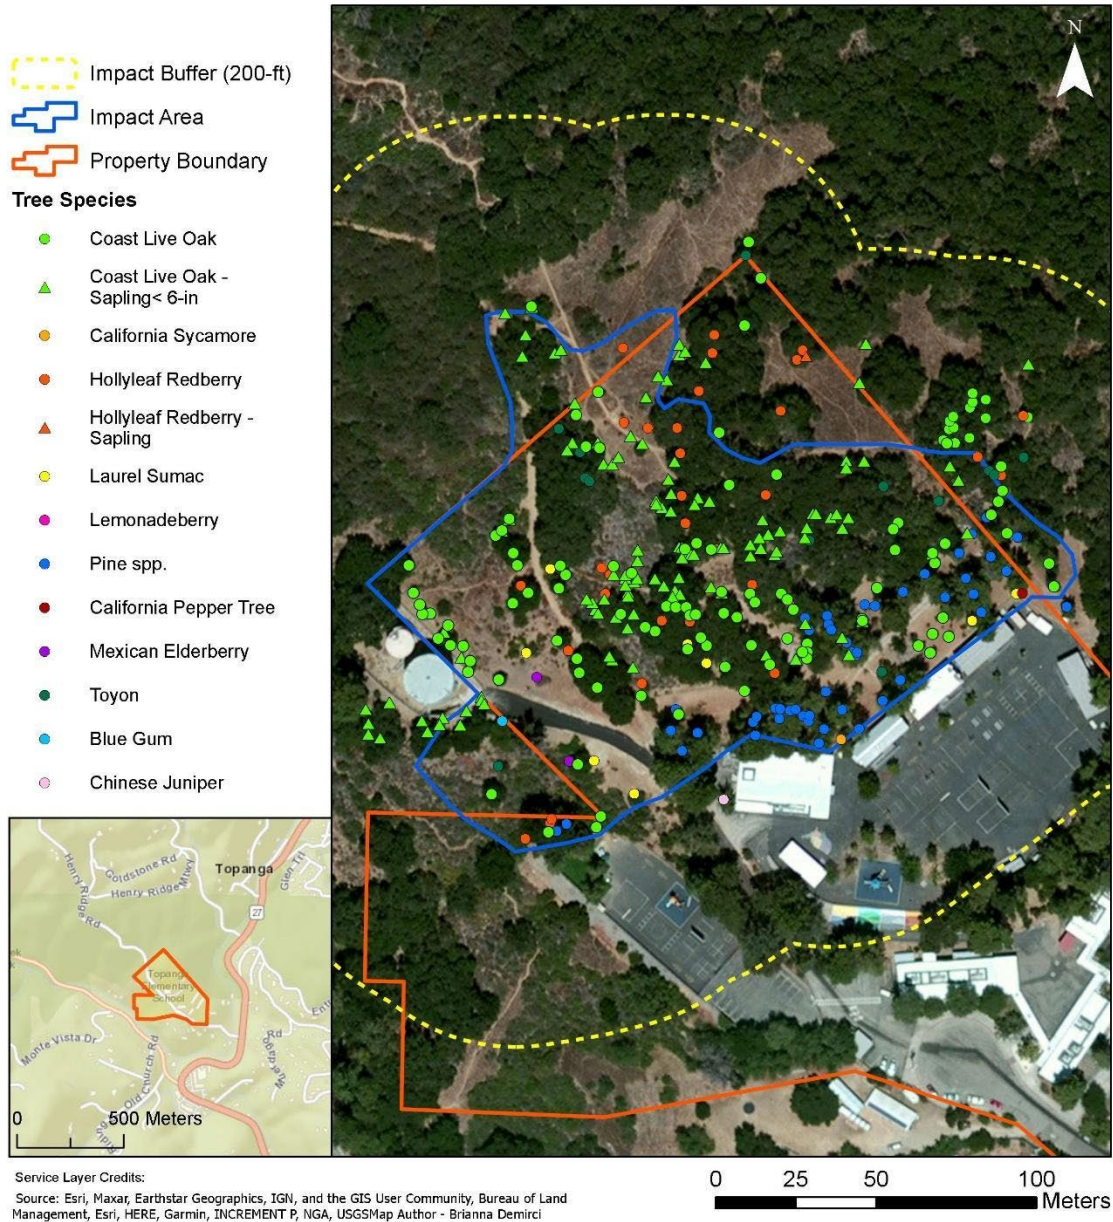 Impact Buffer (200-ft)
Impact Area
Property Boundary
Tree Species
Coast Live Oak
Coast Live Oak -
Sapling< 6-in
California Sycamore
Hollyleaf Redberry
Hollyleaf Redberry -
Sapling
Laurel Sumac
Lemonadeberry
Pine spp.
California Pepper Tree
Mexican Elderberry
Toyon
Blue Gum
Chinese Juniper
N
Topanga
Goldstone Rd
Henry Ridge Mtwy
Henry Ridge Rd
Glen Trl
27
Topanga
Elementary
School
Monte Vista Dr
Old Church Rd
Rd
0 500 Meters
Service Layer Credits:
Source: Esri, Maxar, Earthstar Geographics, IGN, and the GIS User Community, Bureau of Land
Management, Esri, HERE, Garmin, INCREMENT P, NGA, USGSMap Author - Brianna Demirci
0 25 50 100
Meters